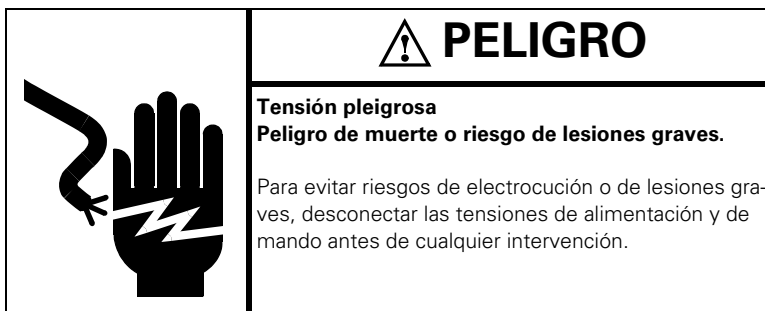 PELIGRO
Tensión pleigrosa
Peligro de muerte o riesgo de lesiones graves.
Para evitar riesgos de electrocución o de lesiones gra-
ves, desconectar las tensiones de alimentación y de
mando antes de cualquier intervención.